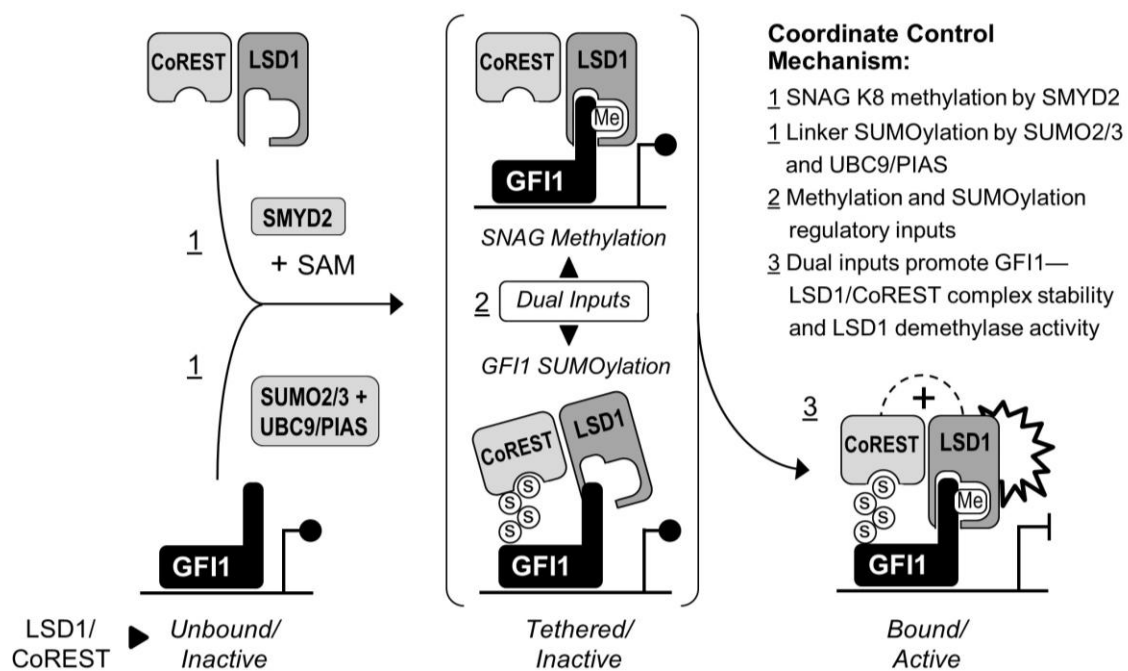 CoREST
LSD1
1
SMYD2
+ SAM
1
SUMO2/3 +
UBC9/PIAS
GFI1
LSD1/
CoREST
Unbound/
Inactive
CoREST
LSD1
Me
GFI1
SNAG Methylation
2
Dual Inputs
GFI1 SUMOylation
CoREST
LSD1
S
S
S
S
S
GFI1
Tethered/
Inactive
Coordinate Control
Mechanism:
1 SNAG K8 methylation by SMYD2
1 Linker SUMOylation by SUMO2/3
and UBC9/PIAS
2 Methylation and SUMOylation
regulatory inputs
3 Dual inputs promote GFI1—
LSD1/CoREST complex stability
and LSD1 demethylase activity
3
+
CoREST
LSD1
S
S
S
S
S
Me
GFI1
Bound/
Active